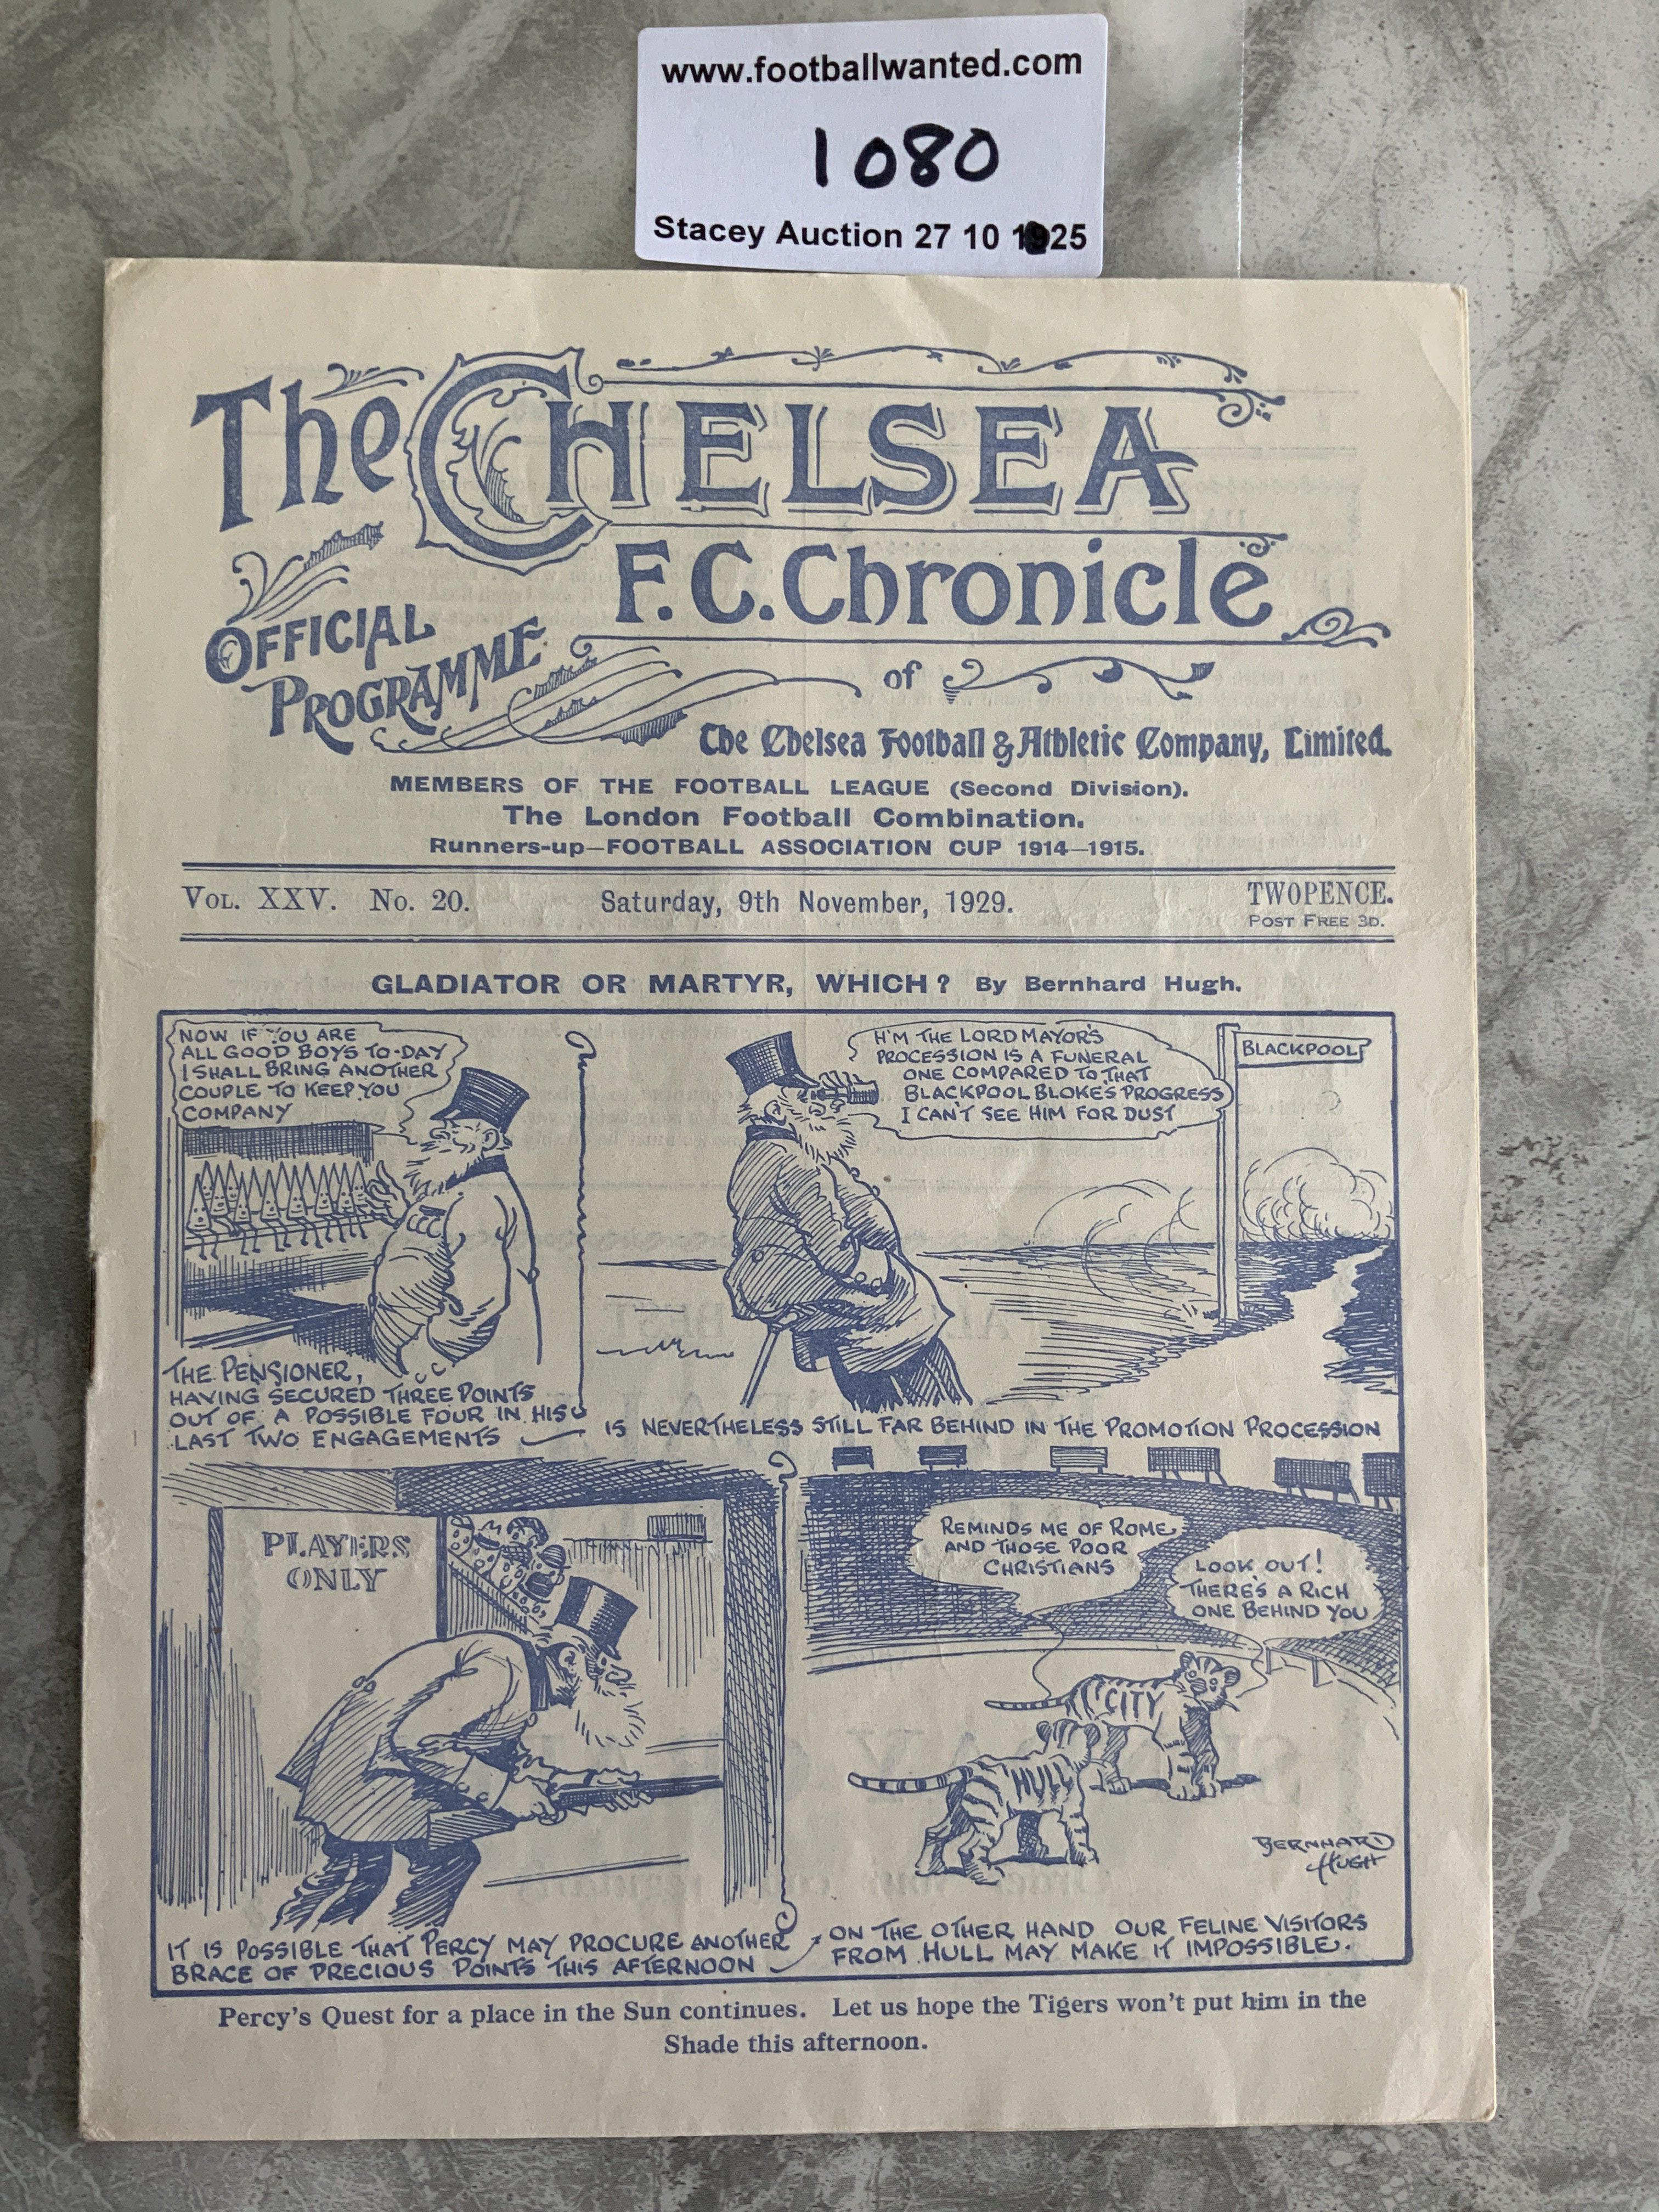 www.footballwanted.com
1080
Stacey Auction 27 10 1925
The CHELSEA
F.C. Chronicle
OFFICIAL
PROGRAMME
of
The Chelsea Football & Athletic Company, Limited.
MEMBERS OF THE FOOTBALL LEAGUE (Second Division).
The London Football Combination.
Runners-up—FOOTBALL ASSOCIATION CUP 1914—1915.
VOL. XXV. No. 20. Saturday, 9th November, 1929. TWOPENCE.
POST FREE 3D.
GLADIATOR OR MARTYR, WHICH? By Bernhard Hugh.
NOW IF YOU ARE
ALL GOOD BOYS TO-DAY
I SHALL BRING ANOTHER
COUPLE TO KEEP YOU
COMPANY
H'M THE LORD MAYOR'S
PROCESSION IS A FUNERAL
ONE COMPARED TO THAT
BLACKPOOL BLOKE'S PROGRESS
I CAN'T SEE HIM FOR DUST
BLACKPOOL
THE PENSIONER,
HAVING SECURED THREE POINTS
OUT OF A POSSIBLE FOUR IN HIS
LAST TWO ENGAGEMENTS
IS NEVERTHELESS STILL FAR BEHIND IN THE PROMOTION PROCESSION
PLAYERS
ONLY
REMINDS ME OF ROME
AND THOSE POOR
CHRISTIANS
LOOK OUT!
THERE'S A RICH
ONE BEHIND YOU
CITY
HULL
BERNHARD
HUGH
IT IS POSSIBLE THAT PERCY MAY PROCURE ANOTHER
BRACE OF PRECIOUS POINTS THIS AFTERNOON
ON THE OTHER HAND OUR FELINE VISITORS
FROM HULL MAY MAKE IT IMPOSSIBLE.
Percy's Quest for a place in the Sun continues. Let us hope the Tigers won't put him in the
Shade this afternoon.